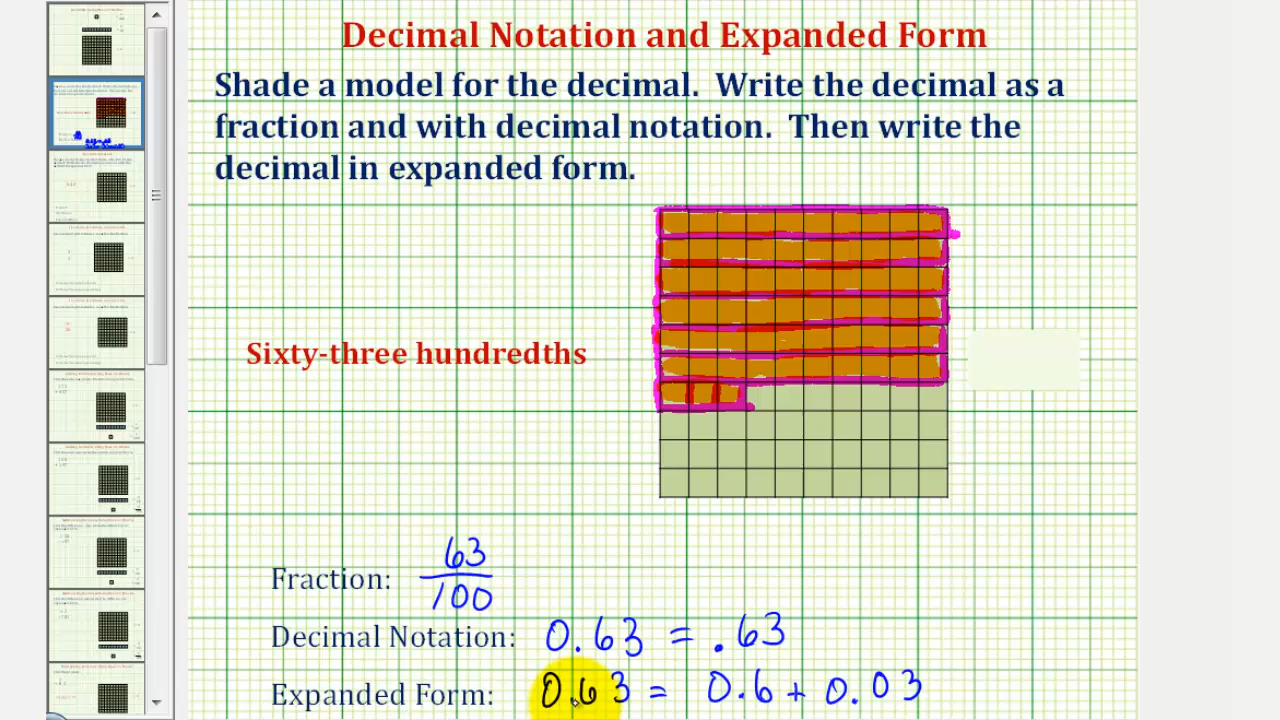 Decimal Notation and Expanded Form
Shade a model for the decimal. Write the decimal as a
fraction and with decimal notation. Then write the
decimal in expanded form.
Sixty-three hundredths
Fraction: 63/100
Decimal Notation: 0.63 = .63
Expanded Form: 0.63 = 0.6 + 0.03